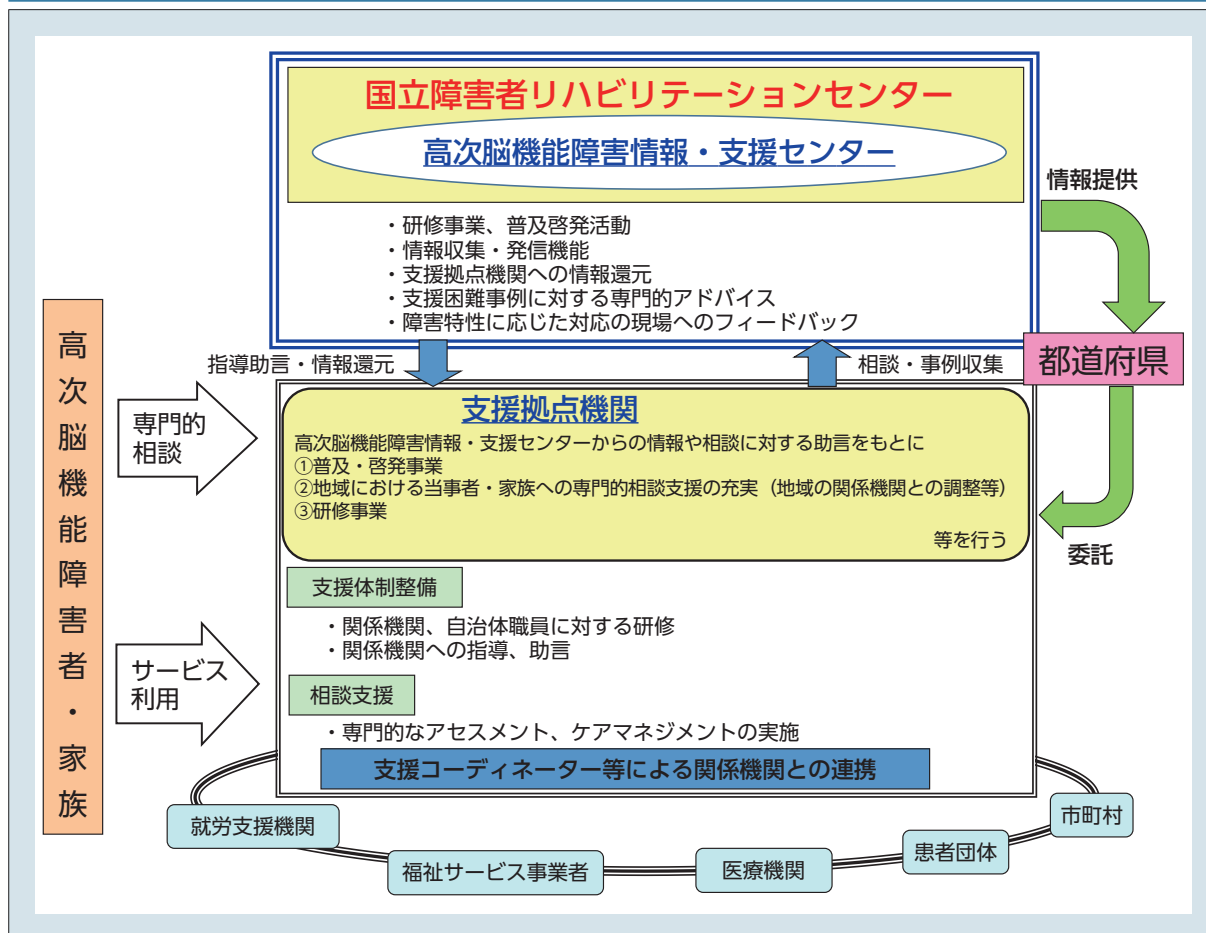 国立障害者リハビリテーションセンター
高次脳機能障害情報・支援センター
・研修事業、普及啓発活動
・情報収集・発信機能
・支援拠点機関への情報還元
・支援困難事例に対する専門的アドバイス
・障害特性に応じた対応の現場へのフィードバック
情報提供
都道府県
委託
指導助言・情報還元
相談・事例収集
高次脳機能障害者・家族
専門的
相談
サービス
利用
支援拠点機関
高次脳機能障害情報・支援センターからの情報や相談に対する助言をもとに
①普及・啓発事業
②地域における当事者・家族への専門的相談支援の充実（地域の関係機関との調整等）
③研修事業
等を行う
支援体制整備
・関係機関、自治体職員に対する研修
・関係機関への指導、助言
相談支援
・専門的なアセスメント、ケアマネジメントの実施
支援コーディネーター等による関係機関との連携
就労支援機関
福祉サービス事業者
医療機関
患者団体
市町村